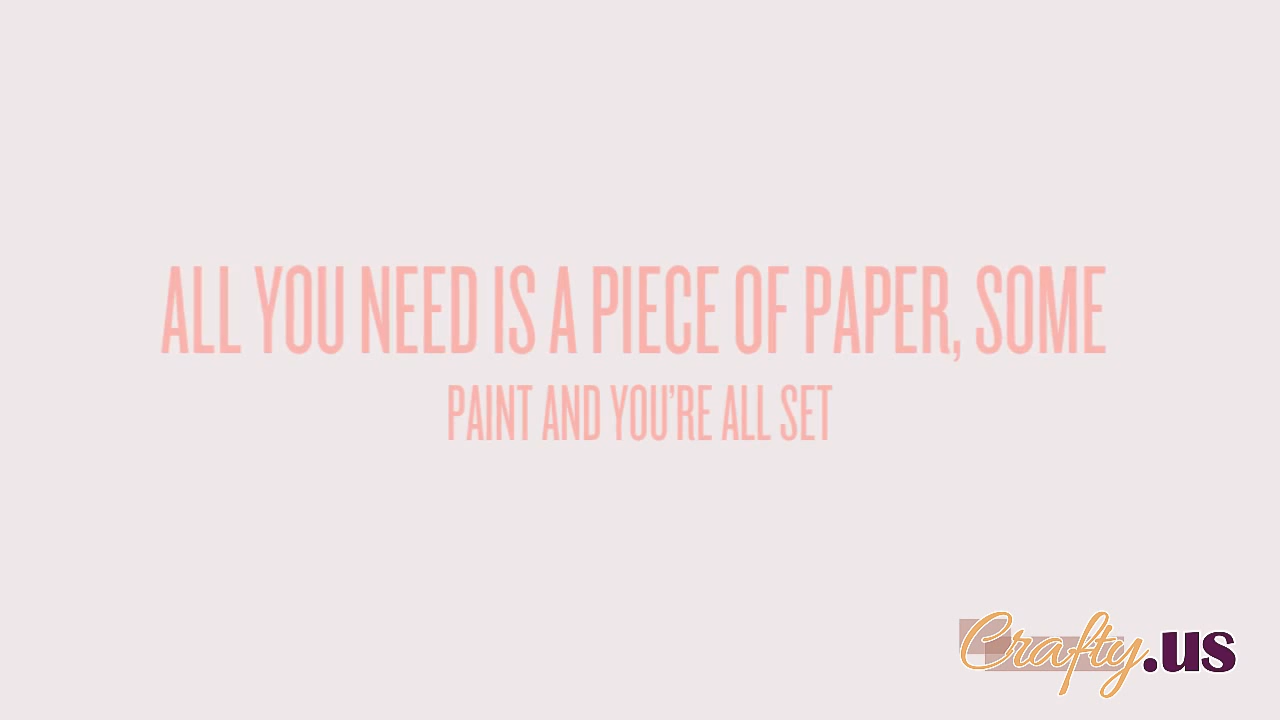 ALL YOU NEED IS A PIECE OF PAPER, SOME
PAINT AND YOU’RE ALL SET
Crafty.us